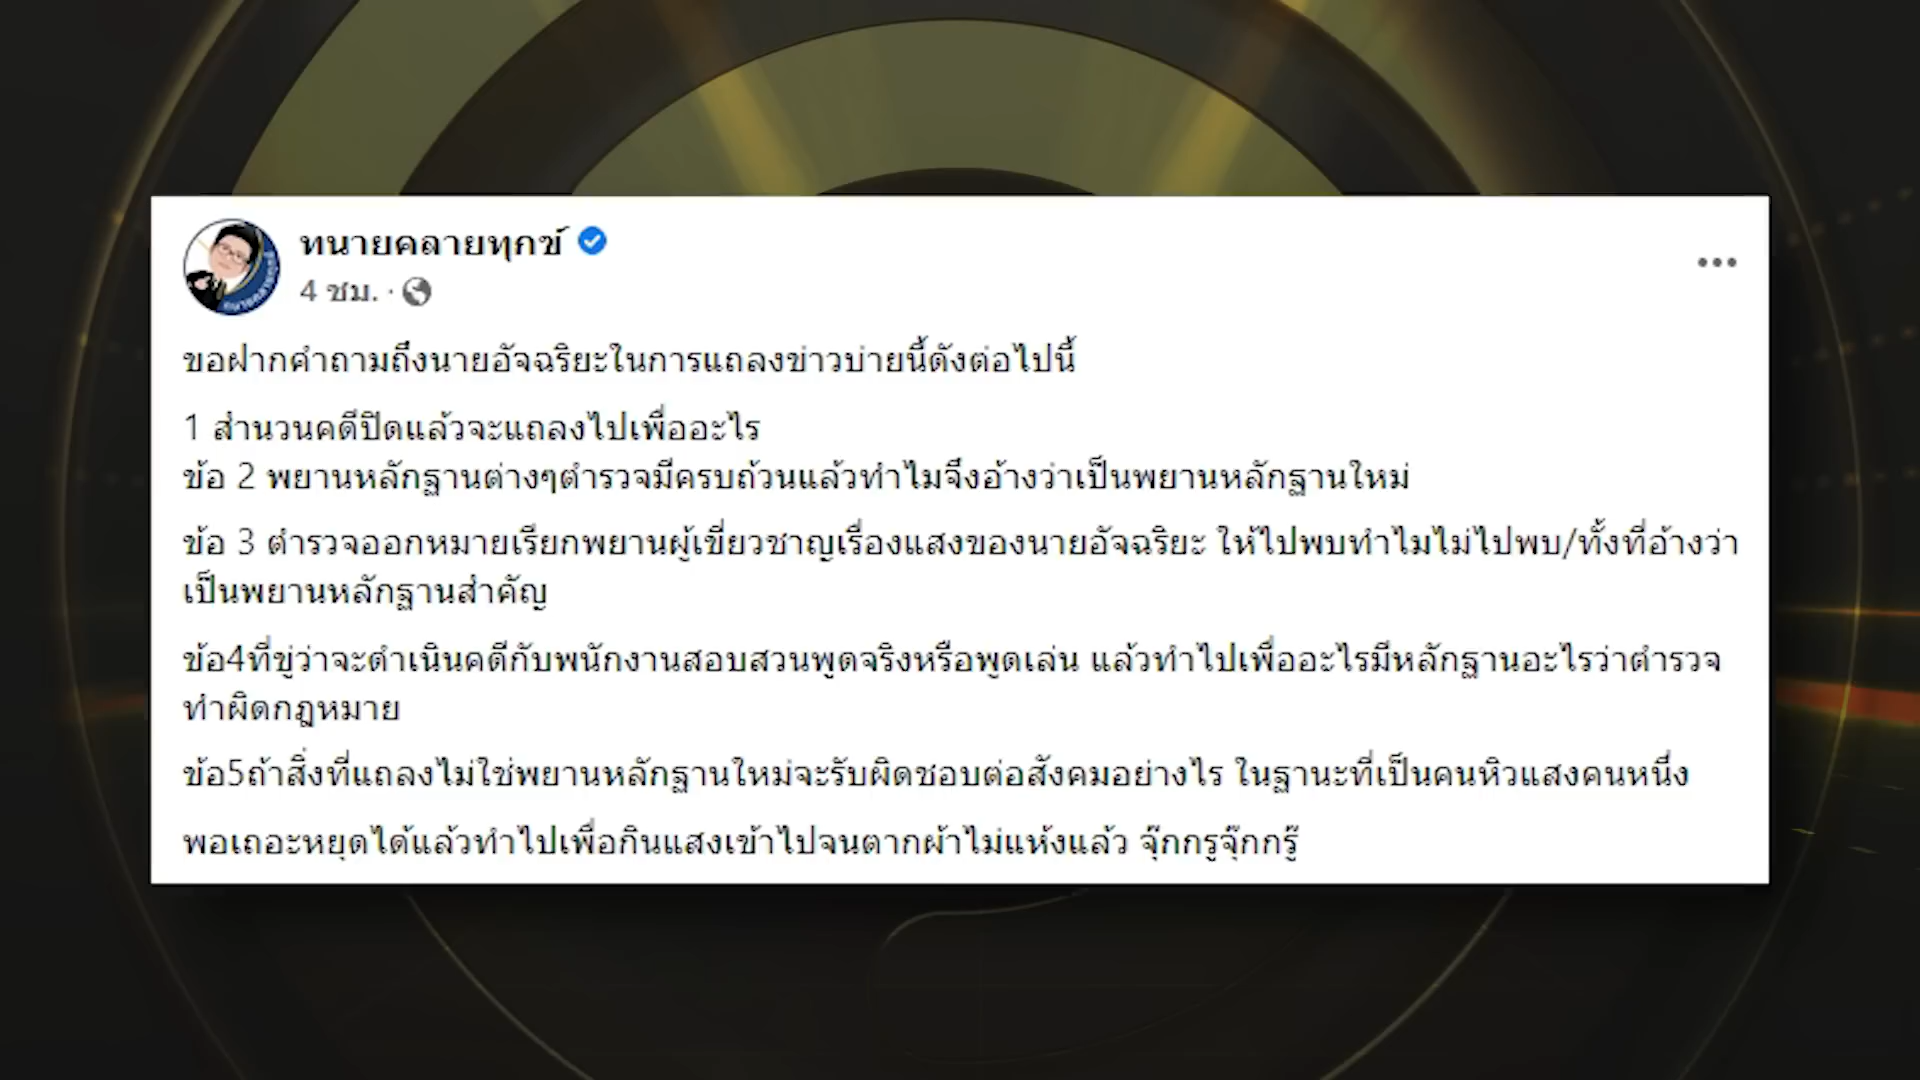 ทนายคลายทุกข์
4 ชม.
ขอฝากคำถามถึงนายอัจฉริยะในการแถลงข่าวบ่ายนี้ดังต่อไปนี้
1 สำนวนคดีปิดแล้วจะแถลงไปเพื่ออะไร
ข้อ 2 พยานหลักฐานต่างๆตำรวจมีครบถ้วนแล้วทำไมจึงอ้างว่าเป็นพยานหลักฐานใหม่
ข้อ 3 ตำรวจออกหมายเรียกพยานผู้เชี่ยวชาญเรื่องแสงของนายอัจฉริยะ ให้ไปพบทำไมไม่ไปพบ/ทั้งที่อ้างว่า
เป็นพยานหลักฐานสำคัญ
ข้อ4ที่ขู่ว่าจะดำเนินคดีกับพนักงานสอบสวนพูดจริงหรือพูดเล่น แล้วทำไปเพื่ออะไรมีหลักฐานอะไรว่าตำรวจ
ทำผิดกฎหมาย
ข้อ5ถ้าสิ่งที่แถลงไม่ใช่พยานหลักฐานใหม่จะรับผิดชอบต่อสังคมอย่างไร ในฐานะที่เป็นคนหิวแสงคนหนึ่ง
พอเถอะหยุดได้แล้วทำไปเพื่อกินแสงเข้าไปจนตากผ้าไม่แห้งแล้ว จุ๊กกรูจุ๊กกรู๊